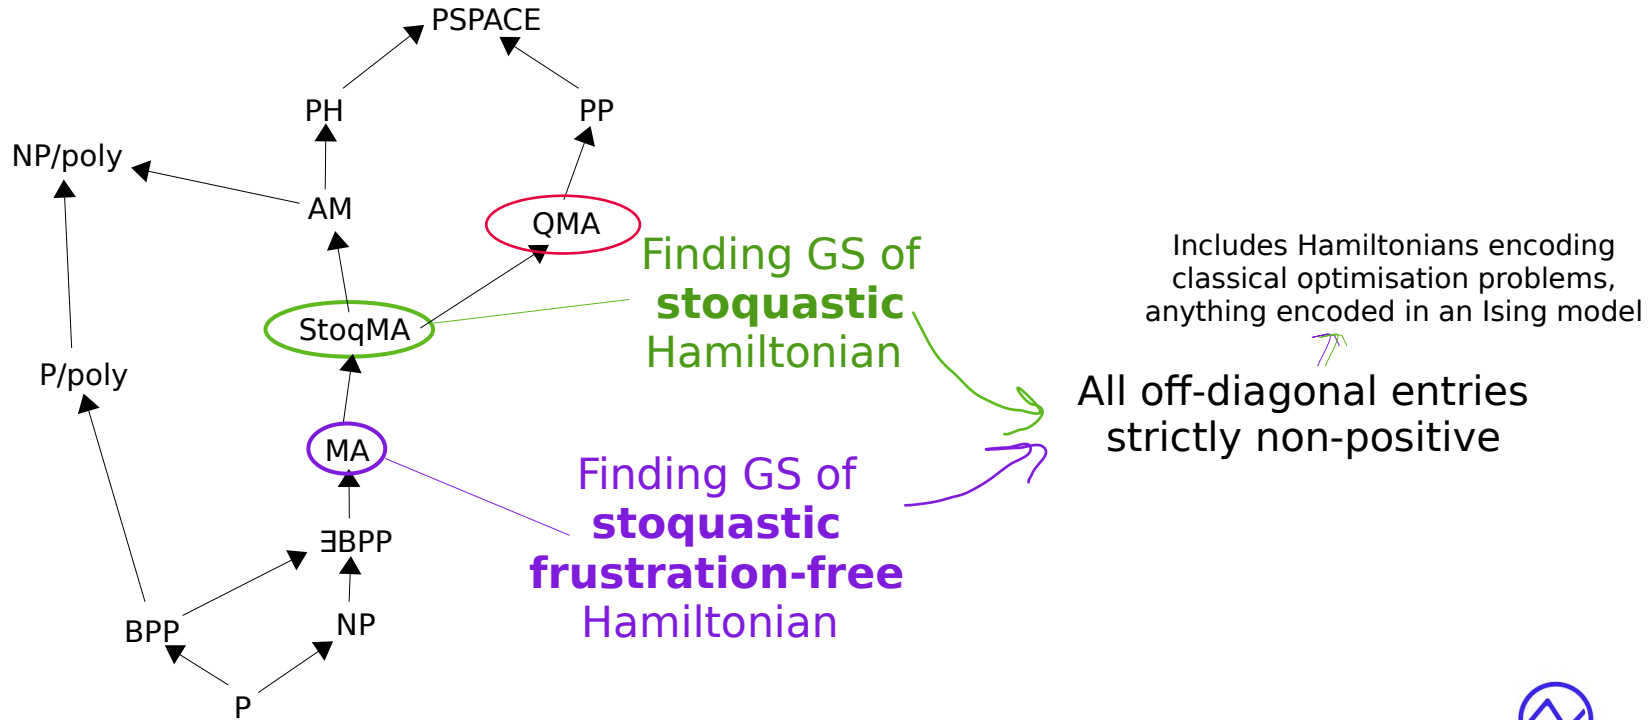 PSPACE
PH
PP
NP/poly
AM
QMA
StoqMA
P/poly
MA
ƎBPP
BPP
NP
P
Finding GS of
stoquastic
Hamiltonian
Finding GS of
stoquastic
frustration-free
Hamiltonian
Includes Hamiltonians encoding
classical optimisation problems,
anything encoded in an Ising model
All off-diagonal entries
strictly non-positive